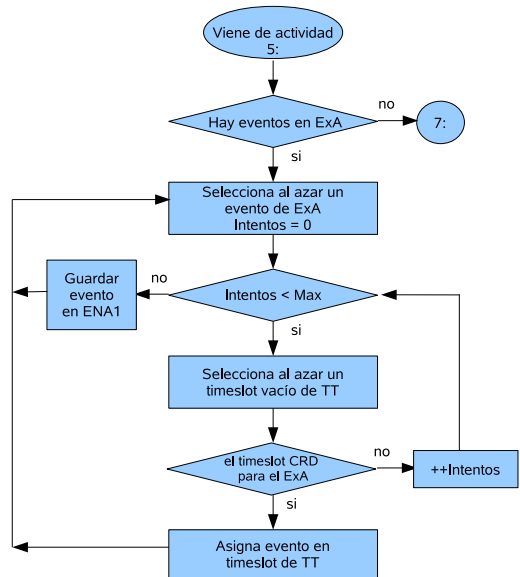 Viene de actividad
5:
no
Hay eventos en ExA
7:
si
Selecciona al azar un
evento de ExA
Intentos = 0
Guardar
evento
en ENA1
no
Intentos < Max
si
Selecciona al azar un
timeslot vacío de TT
el timeslot CRD
para el ExA
no
++Intentos
si
Asigna evento en
timeslot de TT